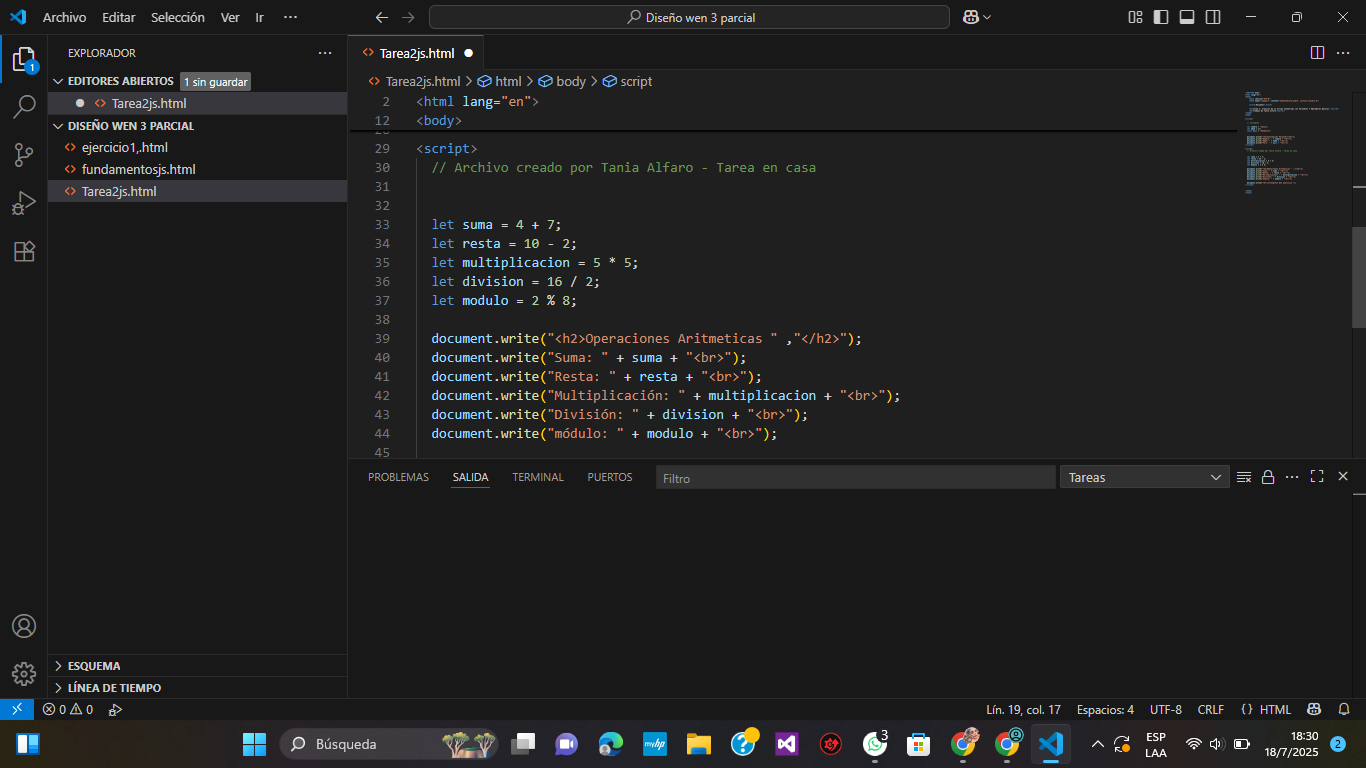 Archivo Editar Selección Ver Ir ··· Diseño wen 3 parcial
EXPLORADOR ···
Tarea2js.html
EDITORES ABIERTOS 1 sin guardar
Tarea2js.html > html > body > script
Tarea2js.html
DISEÑO WEN 3 PARCIAL
ejercicio1,.html
fundamentosjs.html
Tarea2js.html
2 <html lang="en">
12 <body>
29 <script>
30 // Archivo creado por Tania Alfaro - Tarea en casa
31
32
33 let suma = 4 + 7;
34 let resta = 10 - 2;
35 let multiplicacion = 5 * 5;
36 let division = 16 / 2;
37 let modulo = 2 % 8;
38
39 document.write("<h2>Operaciones Aritmeticas " ,"</h2>");
40 document.write("Suma: " + suma + "<br>");
41 document.write("Resta: " + resta + "<br>");
42 document.write("Multiplicación: " + multiplicacion + "<br>");
43 document.write("División: " + division + "<br>");
44 document.write("módulo: " + modulo + "<br>");
45
PROBLEMAS SALIDA TERMINAL PUERTOS Filtro Tareas
ESQUEMA
LÍNEA DE TIEMPO
0 0 Lín. 19, col. 17 Espacios: 4 UTF-8 CRLF {} HTML
1
Búsqueda
myhp
3
ESP
LAA
18:30
18/7/2025
2